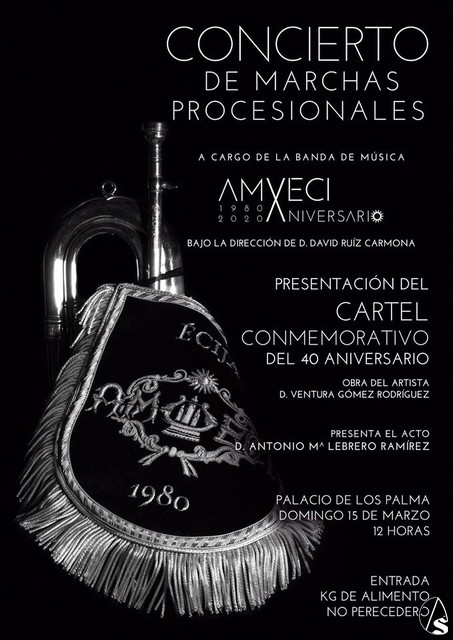 CONCIERTO
DE MARCHAS
PROCESIONALES
A CARGO DE LA BANDA DE MÚSICA
AMXECI
1980
2020
ANIVERSARIO
BAJO LA DIRECCIÓN DE D. DAVID RUÍZ CARMONA
PRESENTACIÓN DEL
CARTEL
CONMEMORATIVO
DEL 40 ANIVERSARIO
OBRA DEL ARTISTA
D. VENTURA GÓMEZ RODRÍGUEZ
PRESENTA EL ACTO
D. ANTONIO Mª LEBRERO RAMÍREZ
PALACIO DE LOS PALMA
DOMINGO 15 DE MARZO
12 HORAS
ENTRADA
KG DE ALIMENTO
NO PERECEDERO
1980